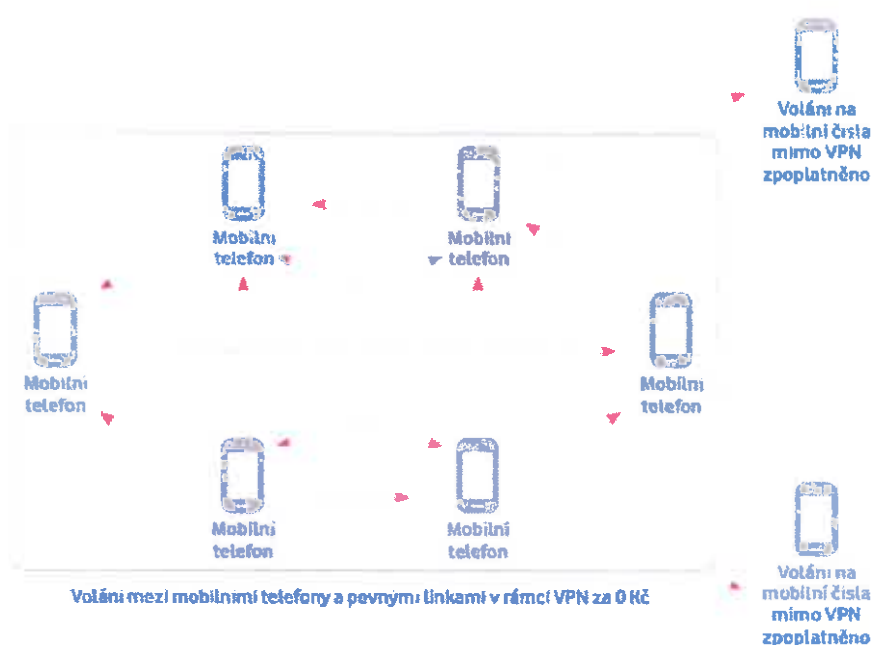 Volání na
mobilní čísla
mimo VPN
zpoplatněno
Mobilní
telefon
Mobilní
telefon
Mobilní
telefon
Mobilní
telefon
Mobilní
telefon
Mobilní
telefon
Volání mezi mobilními telefony a pevnými linkami v rámci VPN za 0 Kč
Volání na
mobilní čísla
mimo VPN
zpoplatněno